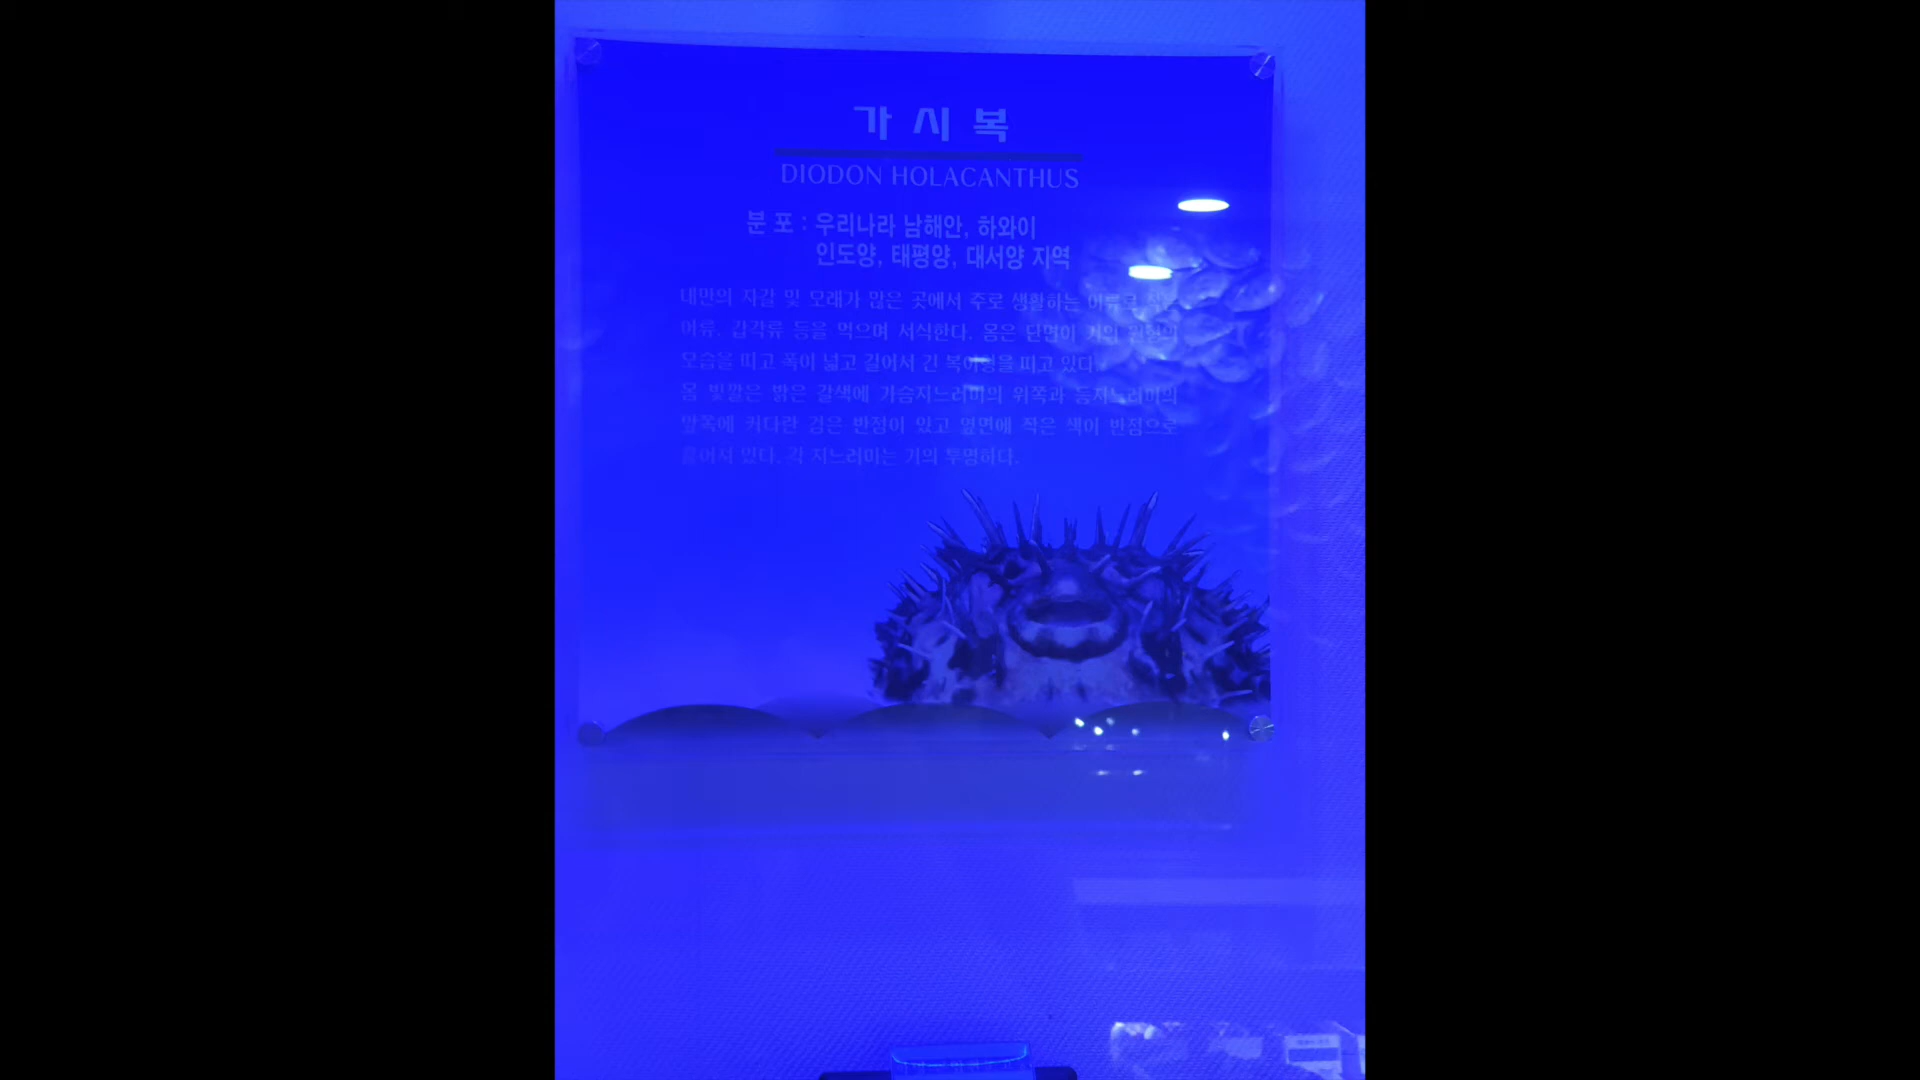 가시복
DIODON HOLACANTHUS
분 포 : 우리나라 남해안, 하와이
인도양, 태평양, 대서양 지역
내만의 자갈 및 모래가 많은 곳에서 주로 생활하는 어류로 작은
어류, 갑각류 등을 먹으며 서식한다. 몸은 단면이 거의 원형의
모습을 띠고 폭이 넓고 길어서 긴 복어형을 띠고 있다.
몸 빛깔은 밝은 갈색에 가슴지느러미의 위쪽과 등지느러미의
앞쪽에 커다란 검은 반점이 있고 옆면에 작은 색이 반점으로
흩어져 있다. 각 지느러미는 거의 투명하다.